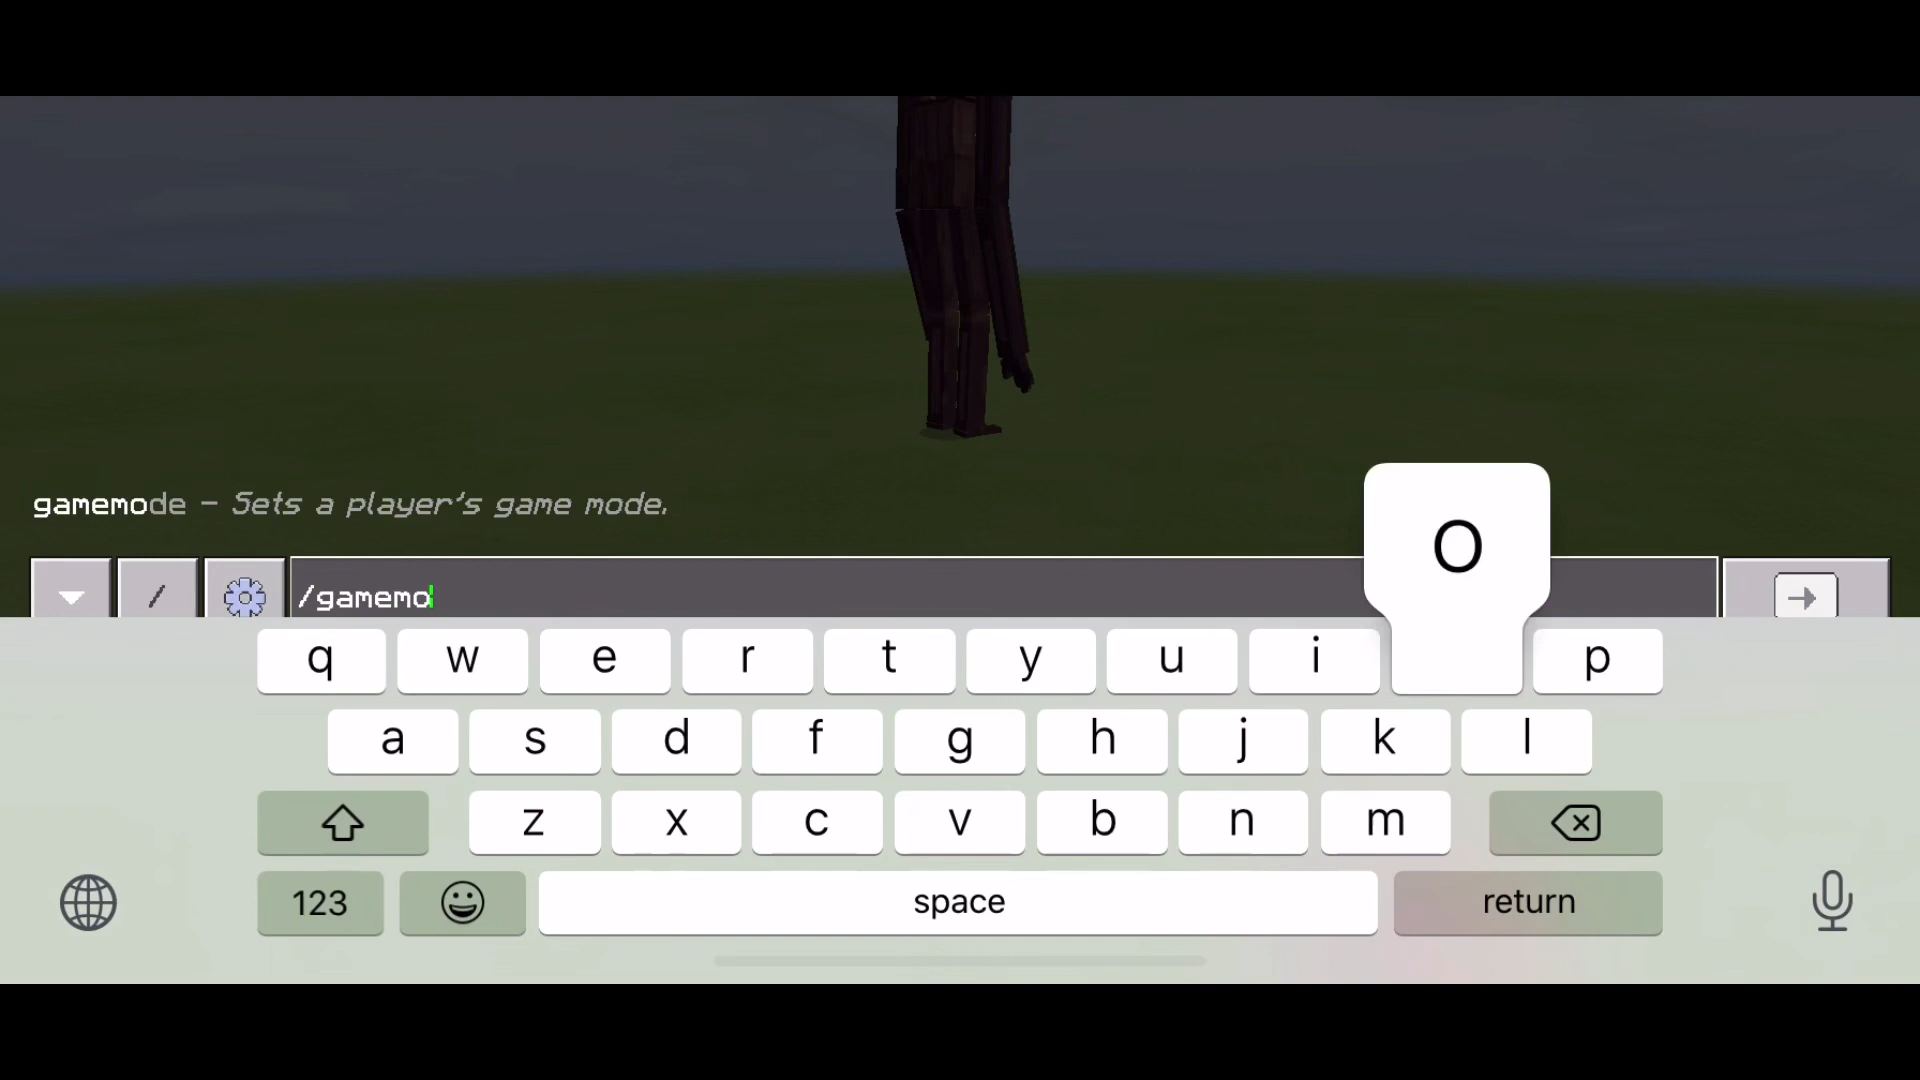 gamemode - Sets a player's game mode.
/
/gamemo
O
q w e r t y u i p
a s d f g h j k l
z x c v b n m
123 space return